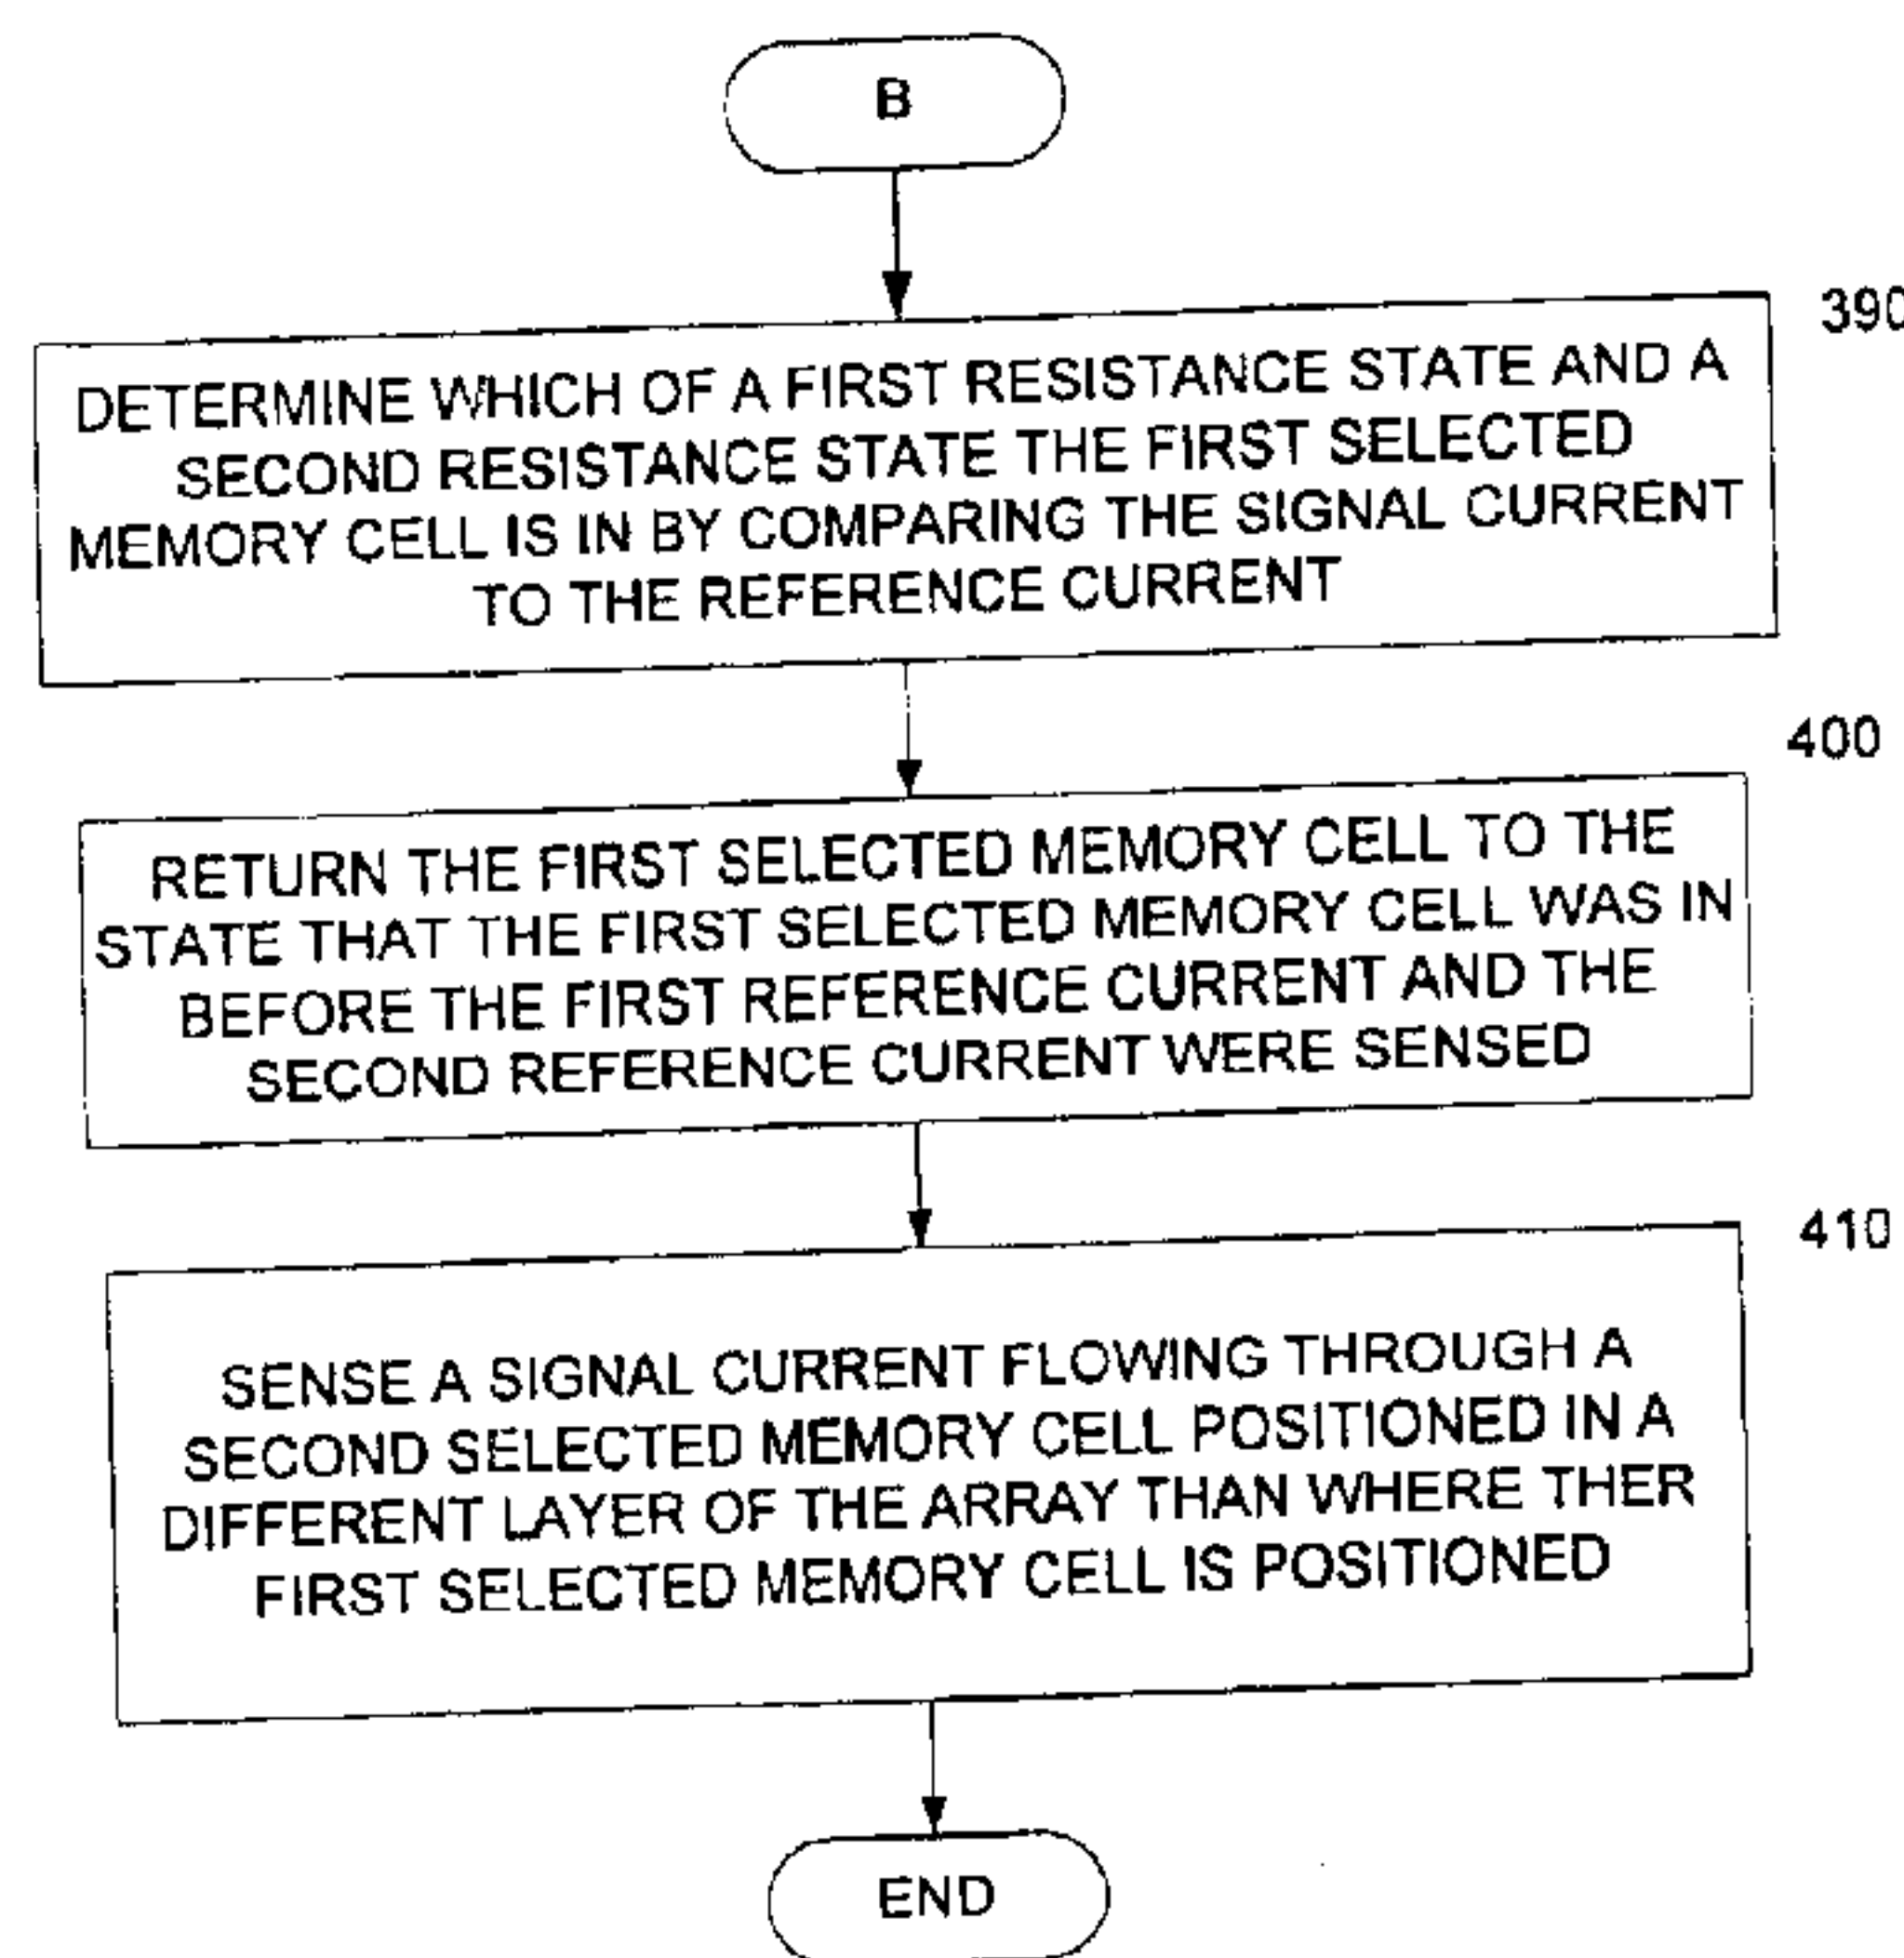 B
390
DETERMINE WHICH OF A FIRST RESISTANCE STATE AND A
SECOND RESISTANCE STATE THE FIRST SELECTED
MEMORY CELL IS IN BY COMPARING THE SIGNAL CURRENT
TO THE REFERENCE CURRENT
400
RETURN THE FIRST SELECTED MEMORY CELL TO THE
STATE THAT THE FIRST SELECTED MEMORY CELL WAS IN
BEFORE THE FIRST REFERENCE CURRENT AND THE
SECOND REFERENCE CURRENT WERE SENSED
410
SENSE A SIGNAL CURRENT FLOWING THROUGH A
SECOND SELECTED MEMORY CELL POSITIONED IN A
DIFFERENT LAYER OF THE ARRAY THAN WHERE THER
FIRST SELECTED MEMORY CELL IS POSITIONED
END